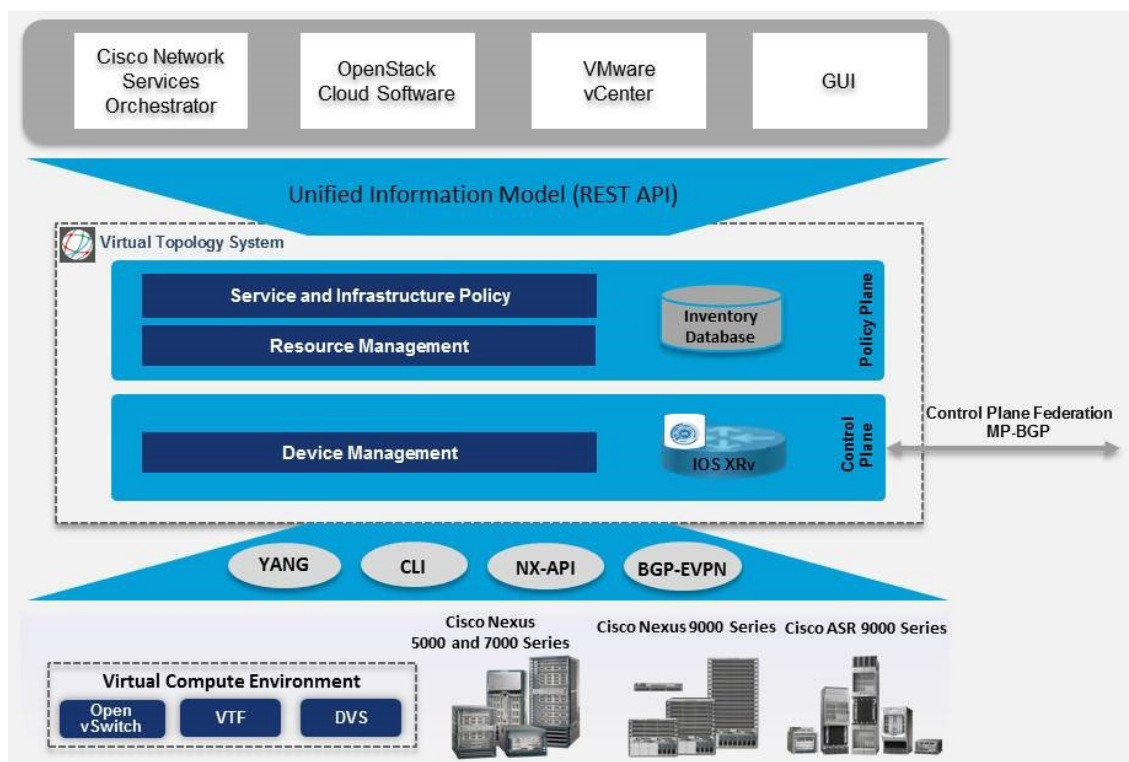 Cisco Network
Services
Orchestrator
OpenStack
Cloud Software
VMware
vCenter
GUI
Unified Information Model (REST API)
Virtual Topology System
Service and Infrastructure Policy
Resource Management
Inventory
Database
Policy Plane
Device Management
IOS XRv
Control
Plane
Control Plane Federation
MP-BGP
YANG
CLI
NX-API
BGP-EVPN
Cisco Nexus
5000 and 7000 Series
Cisco Nexus 9000 Series
Cisco ASR 9000 Series
Virtual Compute Environment
Open
vSwitch
VTF
DVS